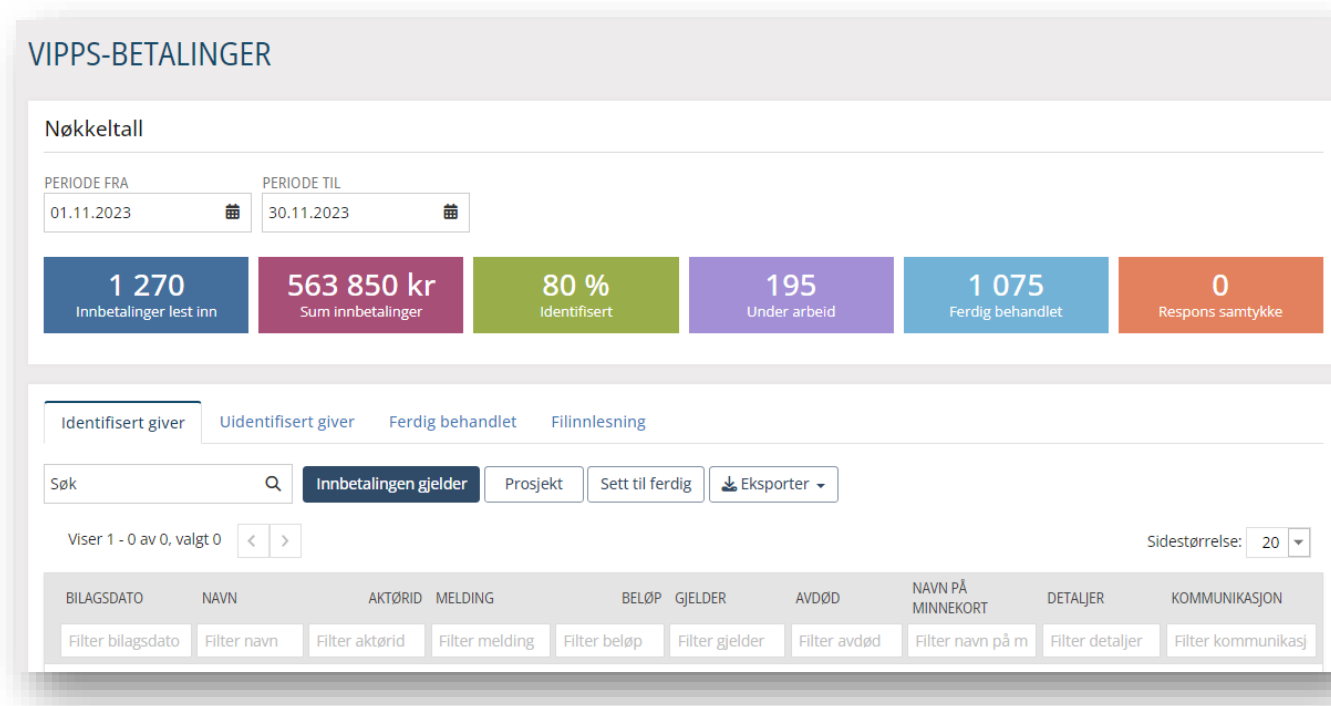 VIPPS-BETALINGER
Nøkkeltall
PERIODE FRA PERIODE TIL
01.11.2023 30.11.2023
1 270 563 850 kr 80 % 195 1 075 0
Innbetalinger lest inn Sum innbetalinger Identifisert Under arbeid Ferdig behandlet Respons samtykke
Identifisert giver Uidentifisert giver Ferdig behandlet Filinnlesning
Søk Innbetalingen gjelder Prosjekt Sett til ferdig Eksporter
Viser 1 - 0 av 0, valgt 0 < > Sidestørrelse: 20
BILAGSDATO NAVN AKTØRID MELDING BELØP GJELDER AVDØD NAVN PÅ MINNEKORT DETALJER KOMMUNIKASJON
Filter bilagsdato Filter navn Filter aktørid Filter melding Filter beløp Filter gjelder Filter avdød Filter navn på m Filter detaljer Filter kommunikasj